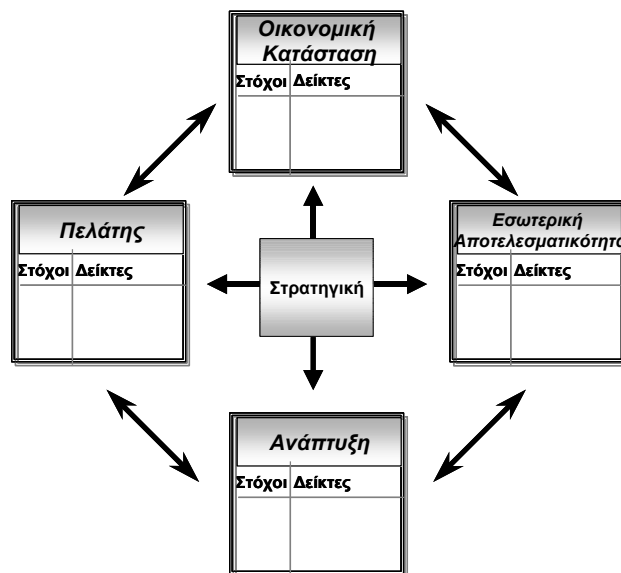 Οικονομική
Κατάσταση
Στόχοι Δείκτες
Πελάτης
Στόχοι Δείκτες
Στρατηγική
Εσωτερική
Αποτελεσματικότητα
Στόχοι Δείκτες
Ανάπτυξη
Στόχοι Δείκτες